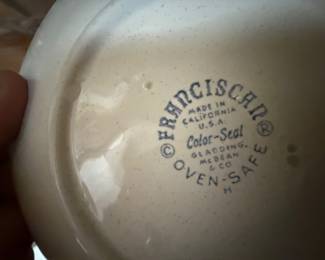 © FRANCISCAN ®
MADE IN
CALIFORNIA
U.S.A.
Color-Seal
GLADDING,
McBEAN
& CO.
OVEN-SAFE
H